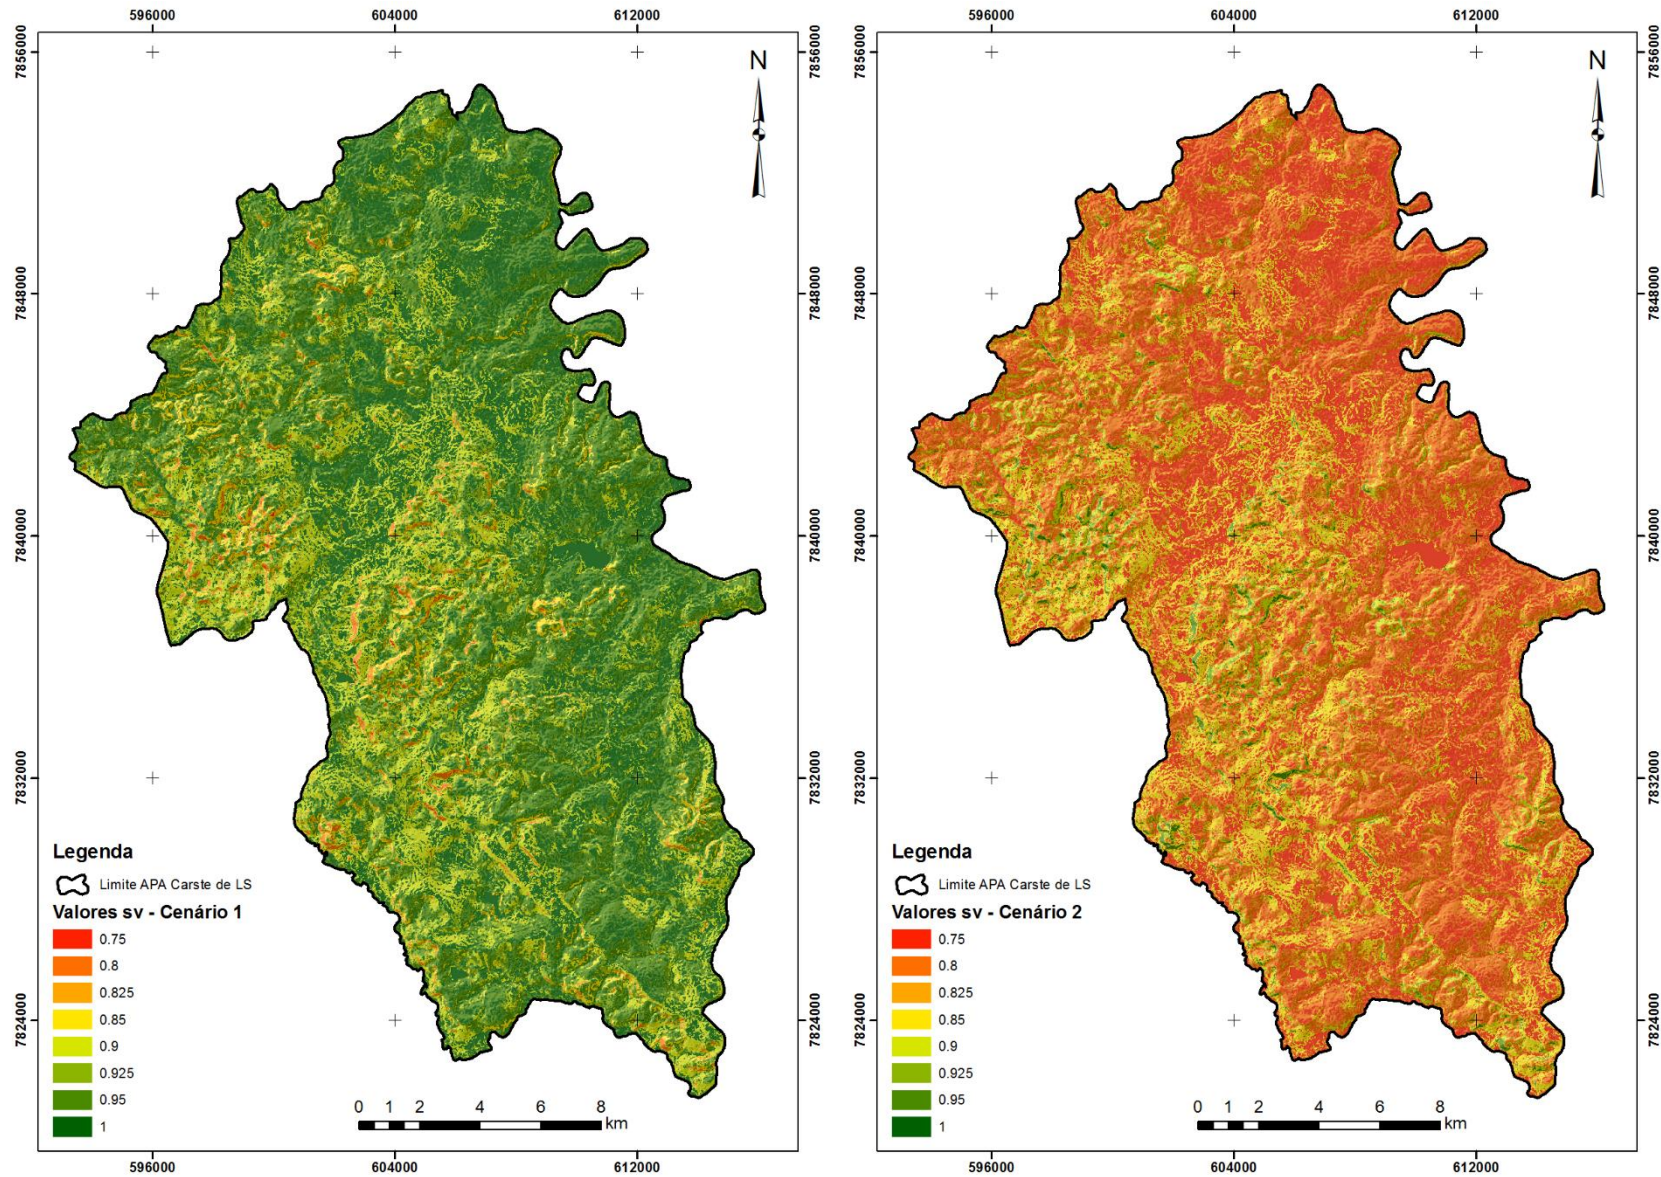 596000 604000 612000
7856000 7856000
N
7848000 7848000
7840000 7840000
7832000 7832000
7824000 7824000
Legenda
Limite APA Carste de LS
Valores sv - Cenário 1
0.75
0.8
0.825
0.85
0.9
0.925
0.95
1
0 1 2 4 6 8
km
596000 604000 612000
596000 604000 612000
7856000 7856000
N
7848000 7848000
7840000 7840000
7832000 7832000
7824000 7824000
Legenda
Limite APA Carste de LS
Valores sv - Cenário 2
0.75
0.8
0.825
0.85
0.9
0.925
0.95
1
0 1 2 4 6 8
km
596000 604000 612000